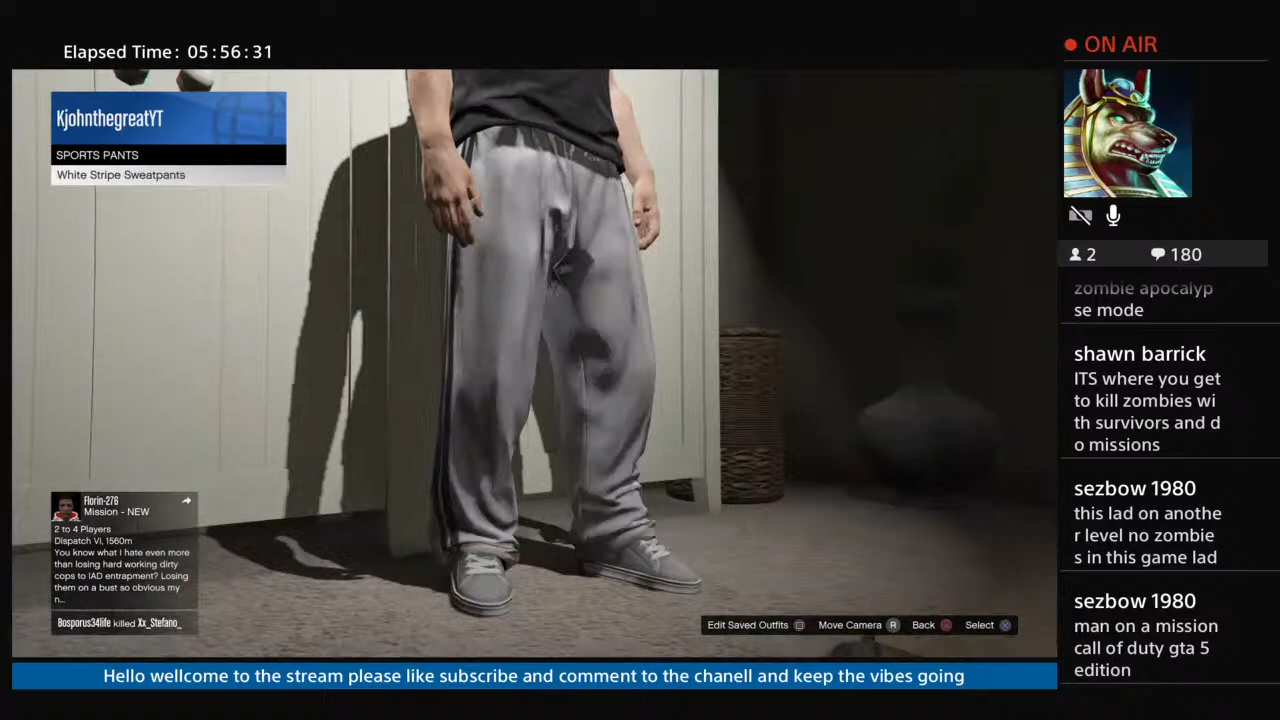 Elapsed Time: 05:56:31
ON AIR
KjohnthegreatYT
SPORTS PANTS
White Stripe Sweatpants
2
180
zombie apocalyp
se mode
shawn barrick
ITS where you get
to kill zombies wi
th survivors and d
o missions
sezbow 1980
this lad on anothe
r level no zombie
s in this game lad
sezbow 1980
man on a mission
call of duty gta 5
edition
Florin-276
Mission - NEW
2 to 4 Players
Dispatch VI, 1560m
You know what I hate even more
than losing hard working dirty
cops to IAD entrapment? Losing
them on a bust so obvious my
n...
Bosporus34life killed Xx_Stefano_
Edit Saved Outfits Move Camera R Back Select
Hello wellcome to the stream please like subscribe and comment to the chanell and keep the vibes going